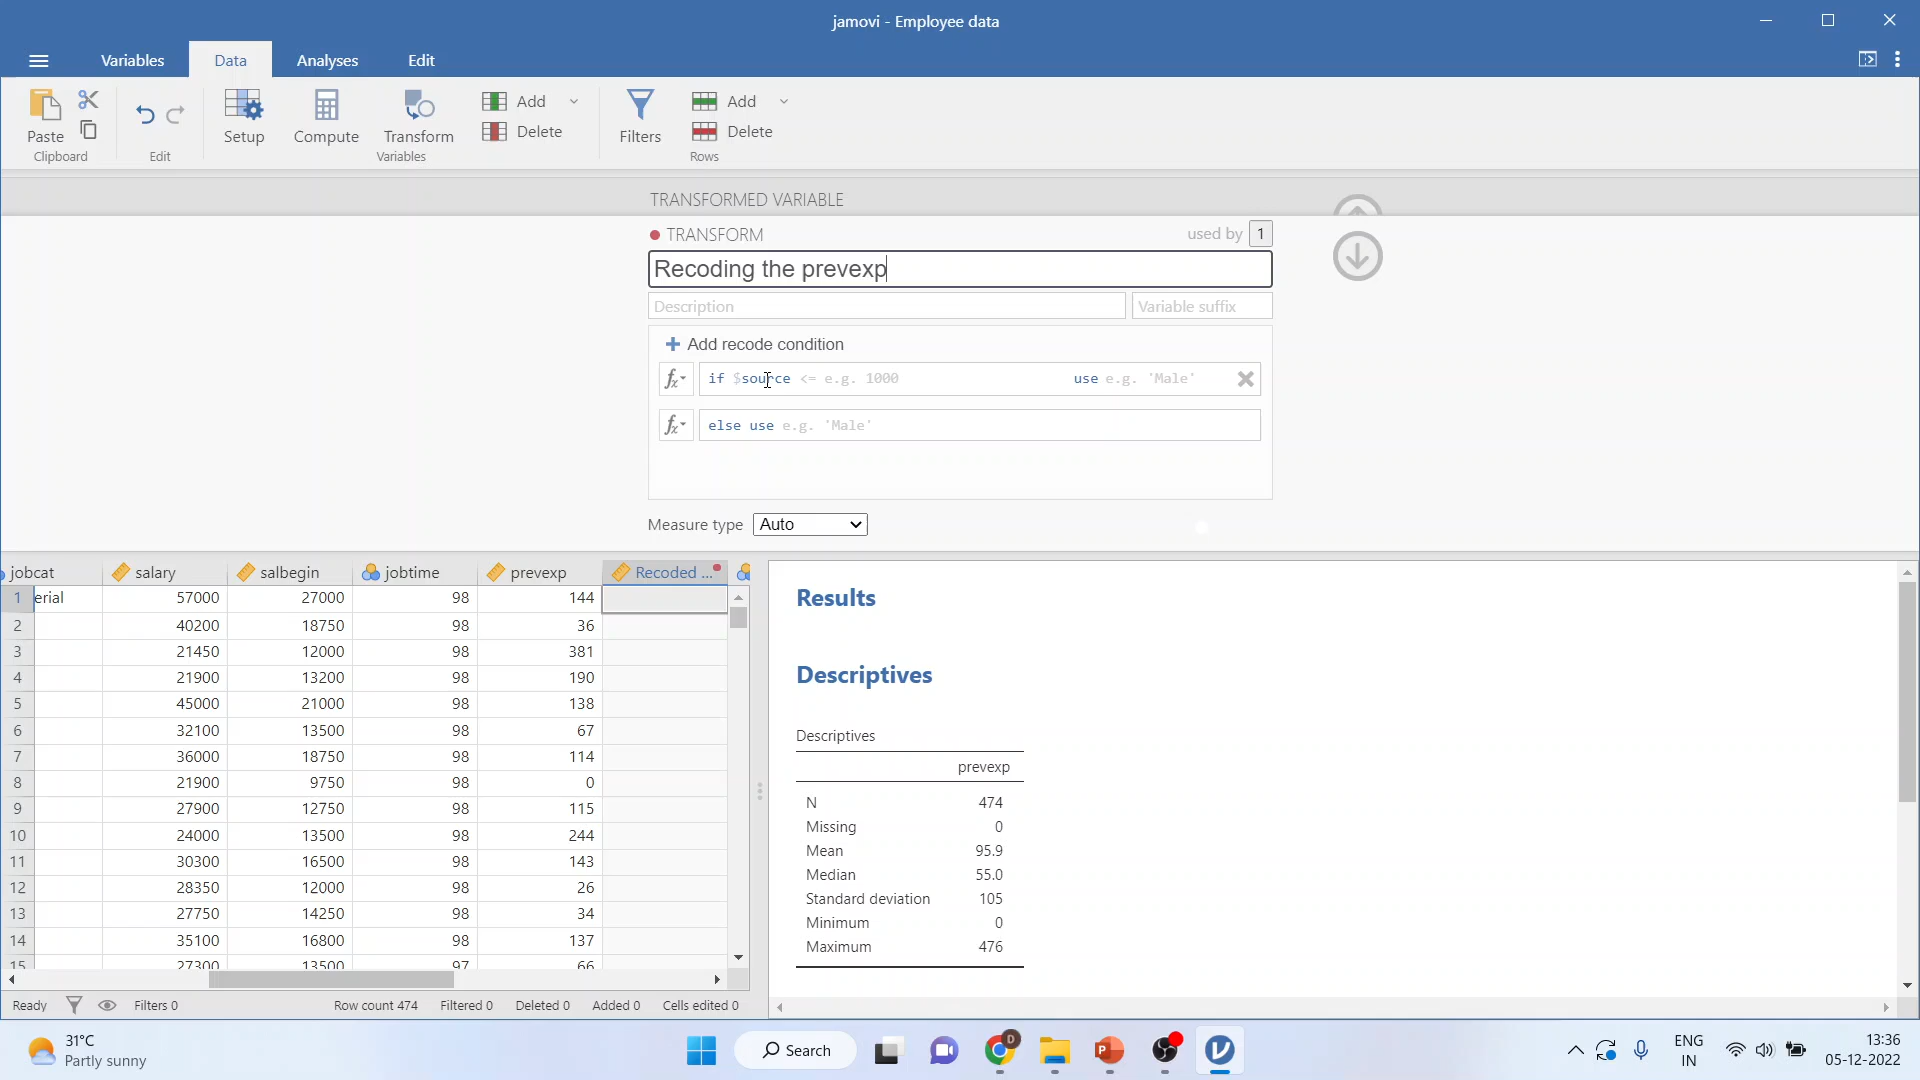 jamovi - Employee data
Variables
Data
Analyses
Edit
Paste
Clipboard
Edit
Setup
Compute
Transform
Add
Delete
Variables
Filters
Add
Delete
Rows
TRANSFORMED VARIABLE
TRANSFORM
used by 1
Recoding the prevexp
Description
Variable suffix
Add recode condition
if $source <= e.g. 1000 use e.g. 'Male'
else use e.g. 'Male'
Measure type Auto
jobcat salary salbegin jobtime prevexp Recoded ...
1 erial 57000 27000 98 144
2 40200 18750 98 36
3 21450 12000 98 381
4 21900 13200 98 190
5 45000 21000 98 138
6 32100 13500 98 67
7 36000 18750 98 114
8 21900 9750 98 0
9 27900 12750 98 115
10 24000 13500 98 244
11 30300 16500 98 143
12 28350 12000 98 26
13 27750 14250 98 34
14 35100 16800 98 137
15 27300 13500 97 66
Ready Filters 0 Row count 474 Filtered 0 Deleted 0 Added 0 Cells edited 0
Results
Descriptives
Descriptives
prevexp
N 474
Missing 0
Mean 95.9
Median 55.0
Standard deviation 105
Minimum 0
Maximum 476
31°C
Partly sunny
Search
D
P
ENG
IN
13:36
05-12-2022